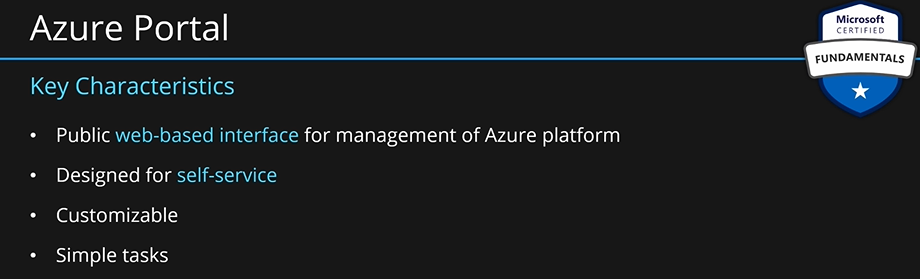 Azure Portal
Microsoft
CERTIFIED
FUNDAMENTALS
Key Characteristics
• Public web-based interface for management of Azure platform
• Designed for self-service
• Customizable
• Simple tasks